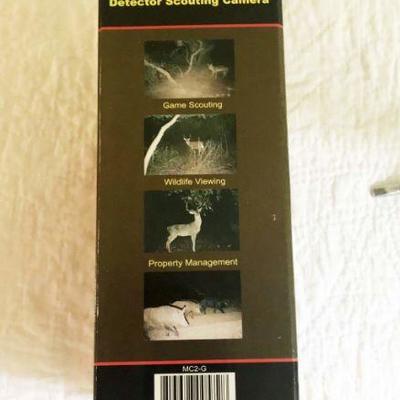 Detector Scouting Camera
Game Scouting
Wildlife Viewing
Property Management
MC2-G